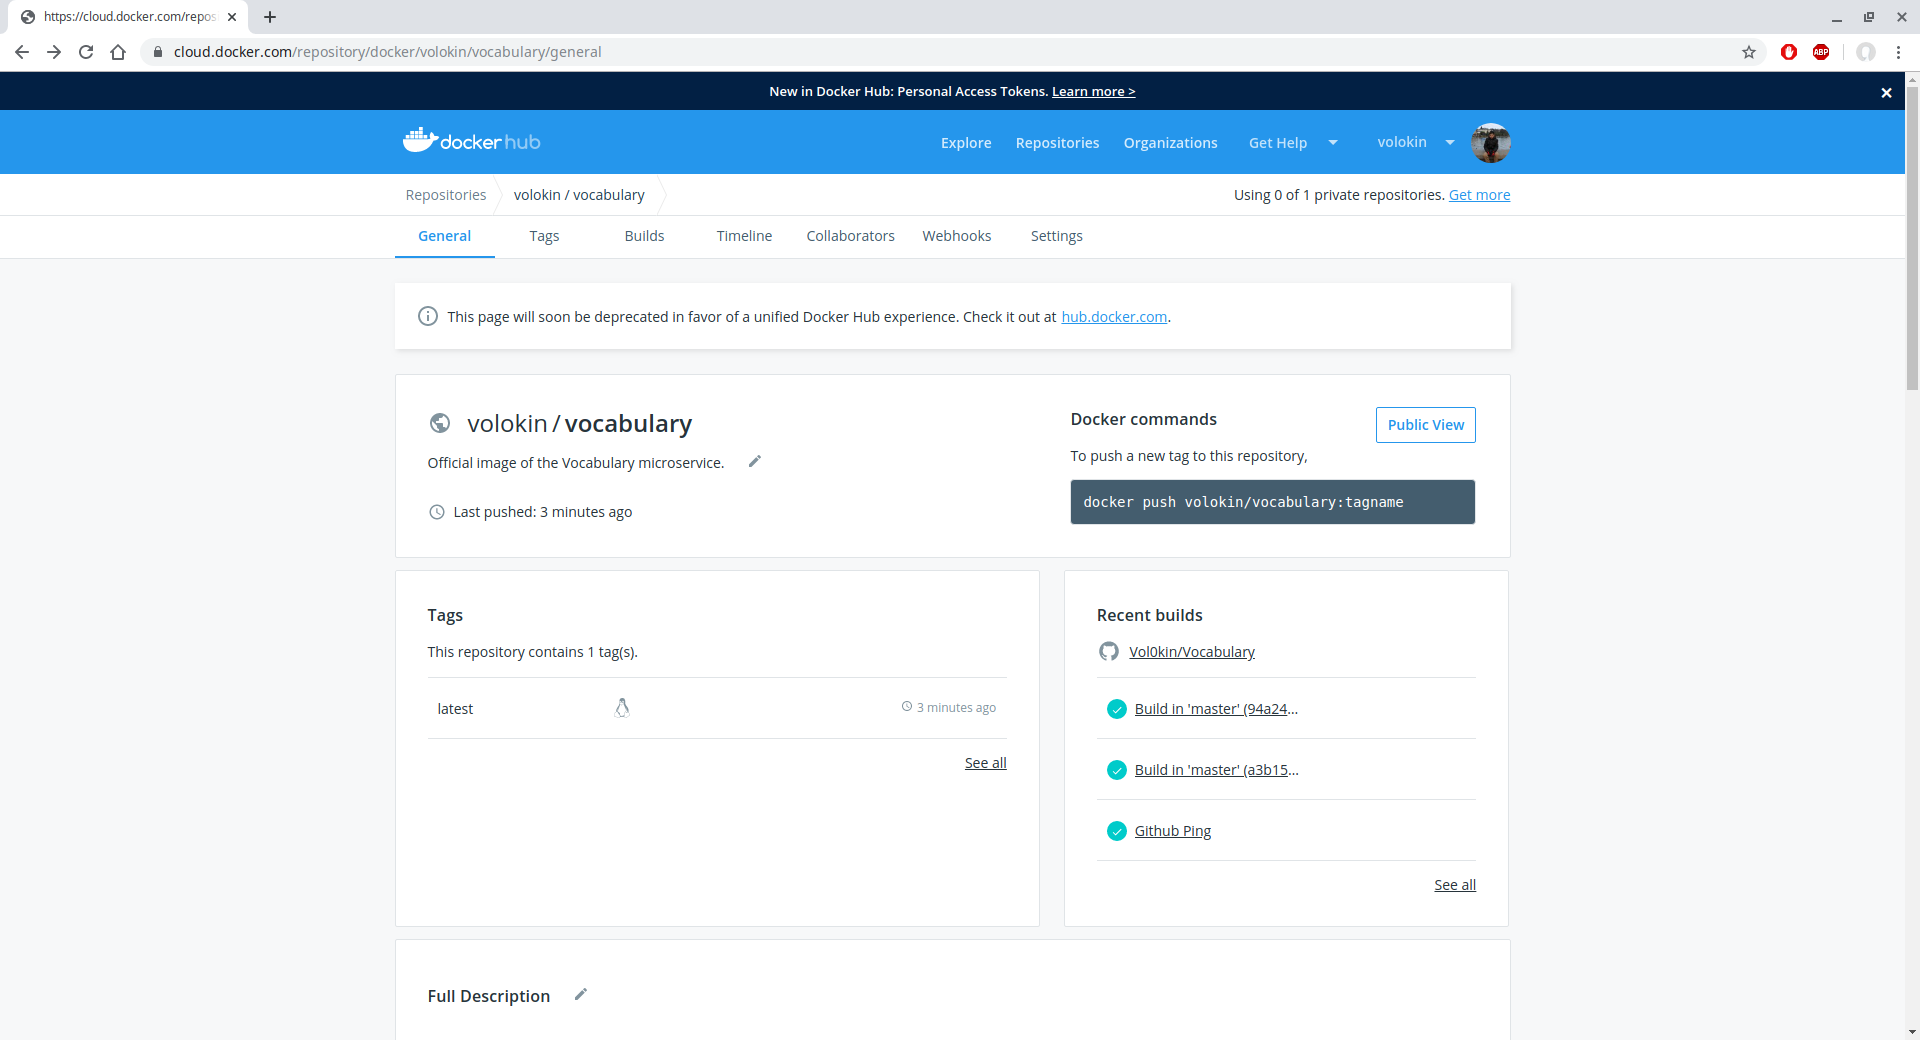 https://cloud.docker.com/repos
cloud.docker.com/repository/docker/volokin/vocabulary/general
ABP
New in Docker Hub: Personal Access Tokens. Learn more >
docker hub
Explore Repositories Organizations Get Help volokin
Repositories volokin / vocabulary Using 0 of 1 private repositories. Get more
General Tags Builds Timeline Collaborators Webhooks Settings
This page will soon be deprecated in favor of a unified Docker Hub experience. Check it out at hub.docker.com.
volokin / vocabulary
Official image of the Vocabulary microservice.
Last pushed: 3 minutes ago
Docker commands
Public View
To push a new tag to this repository,
docker push volokin/vocabulary:tagname
Tags
This repository contains 1 tag(s).
latest 3 minutes ago
See all
Recent builds
Vol0kin/Vocabulary
Build in 'master' (94a24...
Build in 'master' (a3b15...
Github Ping
See all
Full Description